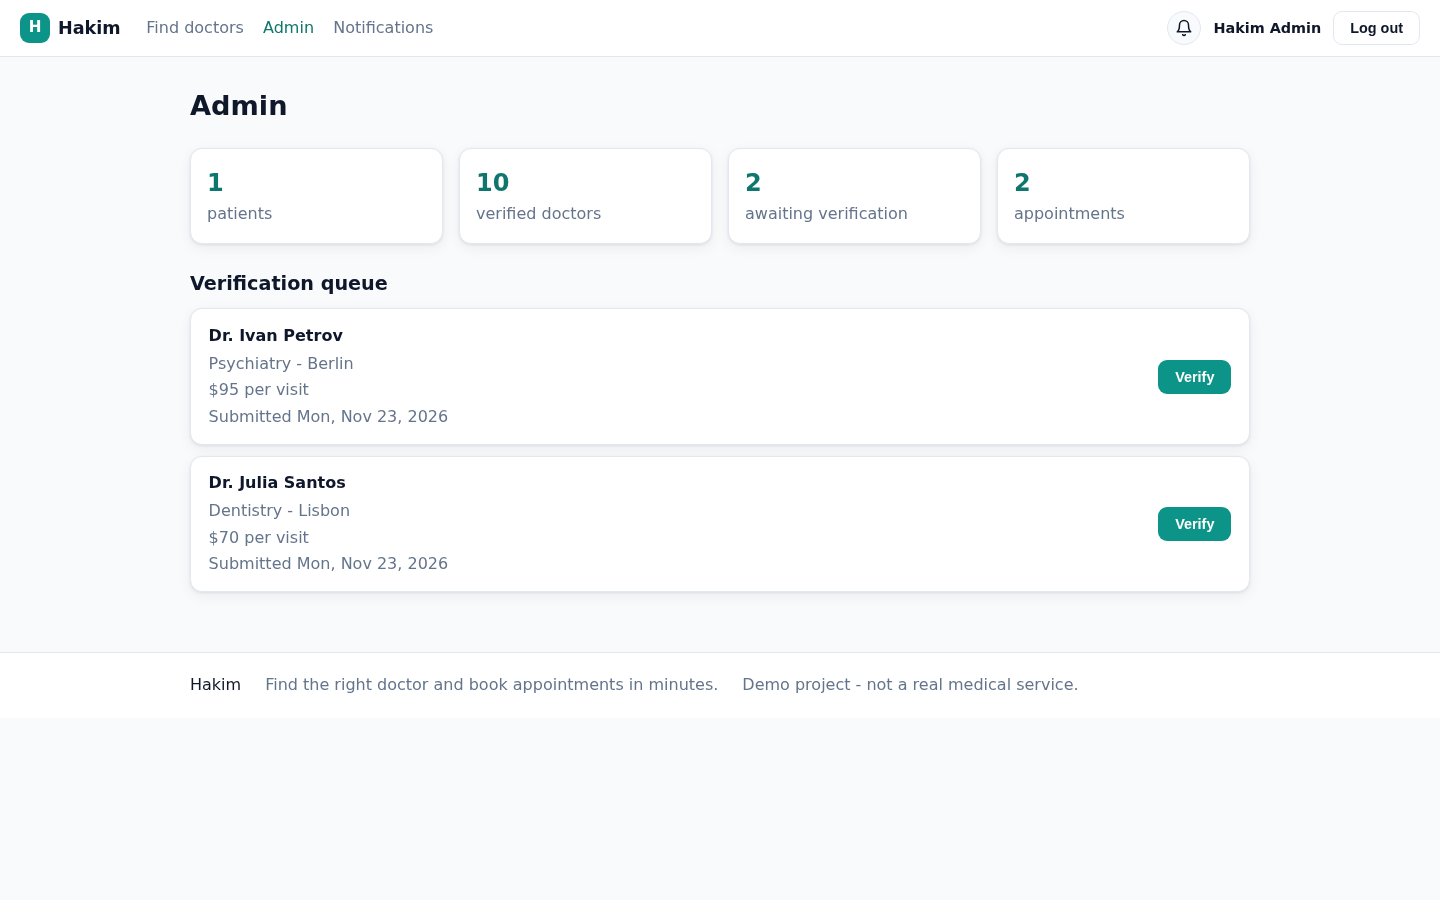 H Hakim Find doctors Admin Notifications Hakim Admin Log out
Admin
1 10 2 2
patients verified doctors awaiting verification appointments
Verification queue
Dr. Ivan Petrov
Psychiatry - Berlin
$95 per visit
Submitted Mon, Nov 23, 2026
Verify
Dr. Julia Santos
Dentistry - Lisbon
$70 per visit
Submitted Mon, Nov 23, 2026
Verify
Hakim Find the right doctor and book appointments in minutes. Demo project - not a real medical service.